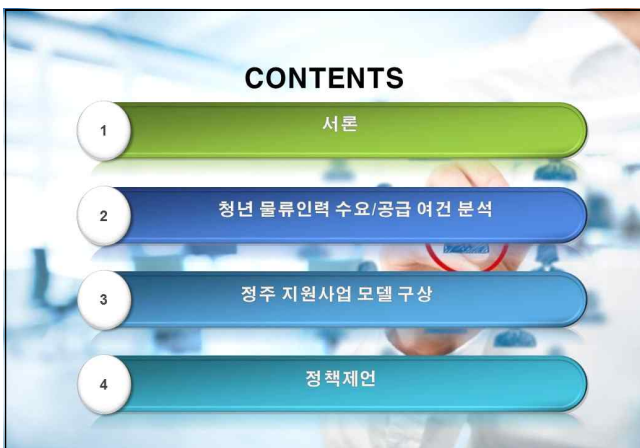 CONTENTS
1 서론
2 청년 물류인력 수요/공급 여건 분석
3 정주 지원사업 모델 구상
4 정책제언